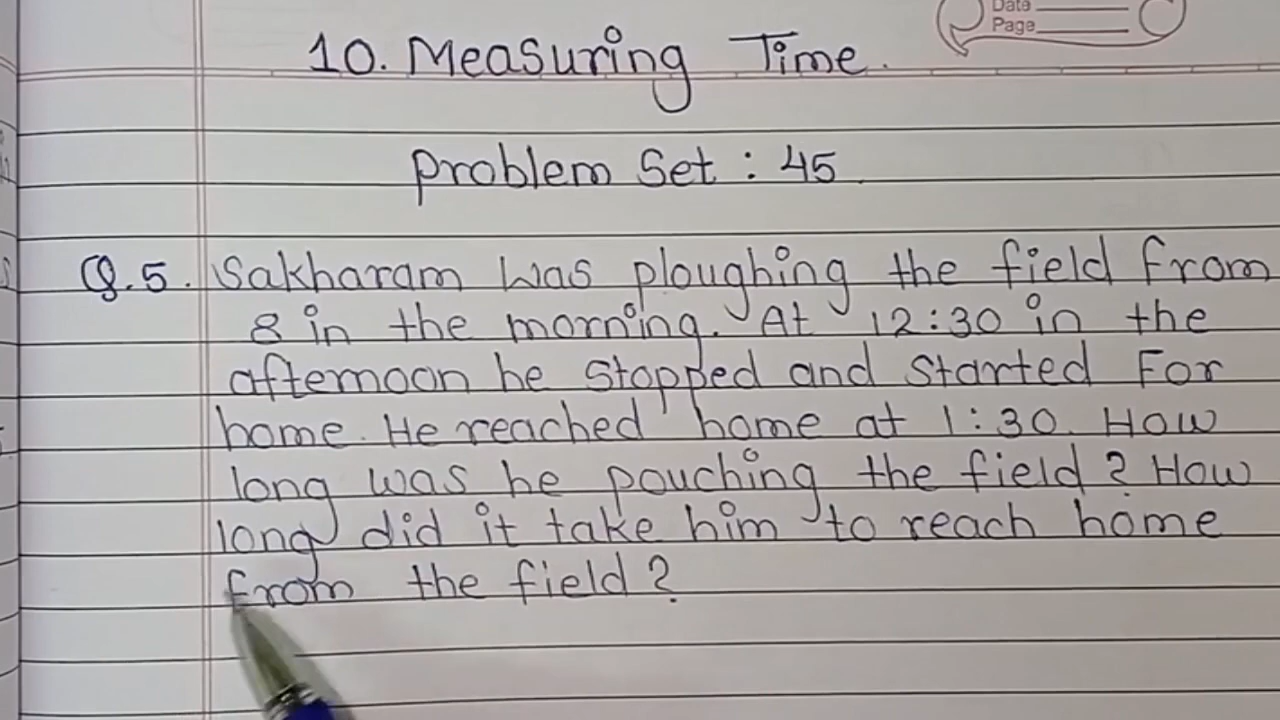 Date
Page
10. Measuring Time.
Problem Set : 45
Q.5. Sakharam was ploughing the field from
8 in the morning. At 12:30 in the
afternoon he stopped and started for
home. He reached home at 1:30. How
long was he pouching the field? How
long did it take him to reach home
from the field?